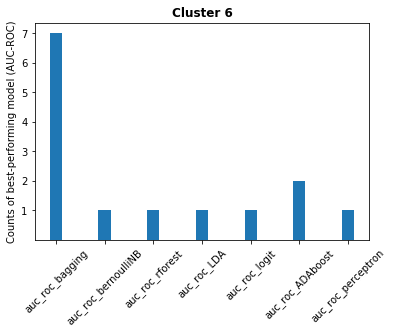 Cluster 6
Counts of best-performing model (AUC-ROC)
7
6
5
4
3
2
1
auc_roc_bagging
auc_roc_bernoulliNB
auc_roc_rforest
auc_roc_LDA
auc_roc_logit
auc_roc_ADAboost
auc_roc_perceptron